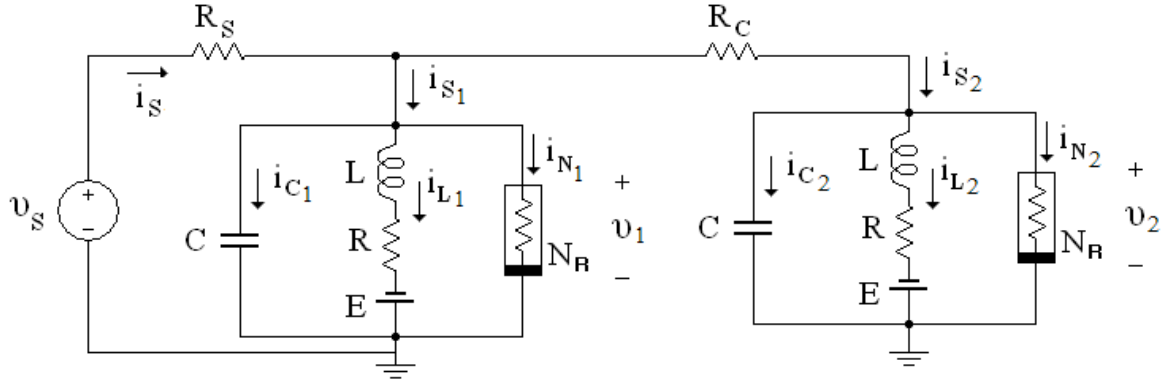 R_S
R_C
i_S
i_S1
i_S2
L
i_C1
i_L1
i_N1
+
υ_1
−
C
R
N_R
E
L
i_C2
i_L2
i_N2
+
υ_2
−
C
R
N_R
E
υ_S
+
−